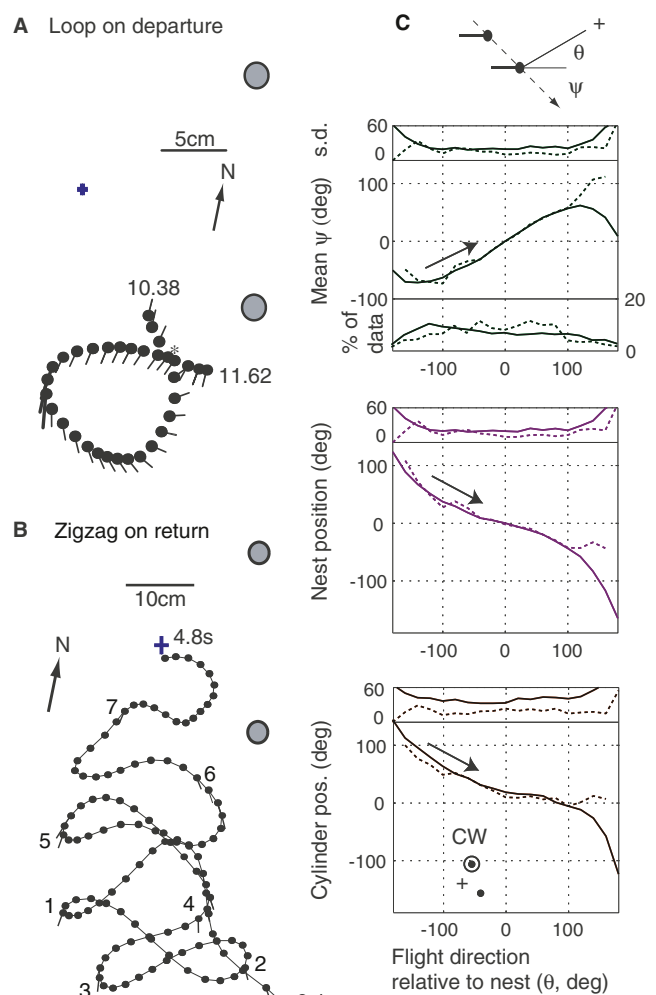 A Loop on departure
5cm
N
10.38
*
11.62
B Zigzag on return
10cm
N
4.8s
7
6
5
1
4
2
3
C
+
θ
ψ
60
0
s.d.
100
0
-100
Mean ψ (deg)
20
0
% of data
-100 0 100
60
0
100
0
-100
Nest position (deg)
-100 0 100
60
0
100
0
-100
Cylinder pos. (deg)
CW
+
-100 0 100
Flight direction
relative to nest (θ, deg)